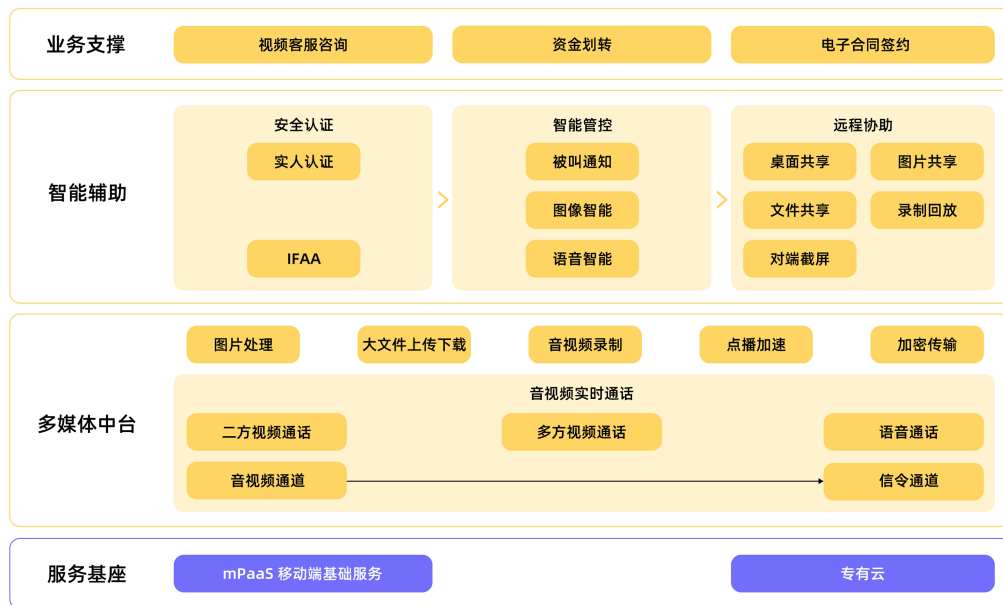 业务支撑
视频客服咨询
资金划转
电子合同签约
智能辅助
安全认证
实人认证
IFAA
智能管控
被叫通知
图像智能
语音智能
远程协助
桌面共享
图片共享
文件共享
录制回放
对端截屏
多媒体中台
图片处理
大文件上传下载
音视频录制
点播加速
加密传输
音视频实时通话
二方视频通话
多方视频通话
语音通话
音视频通道
信令通道
服务基座
mPaaS 移动端基础服务
专有云